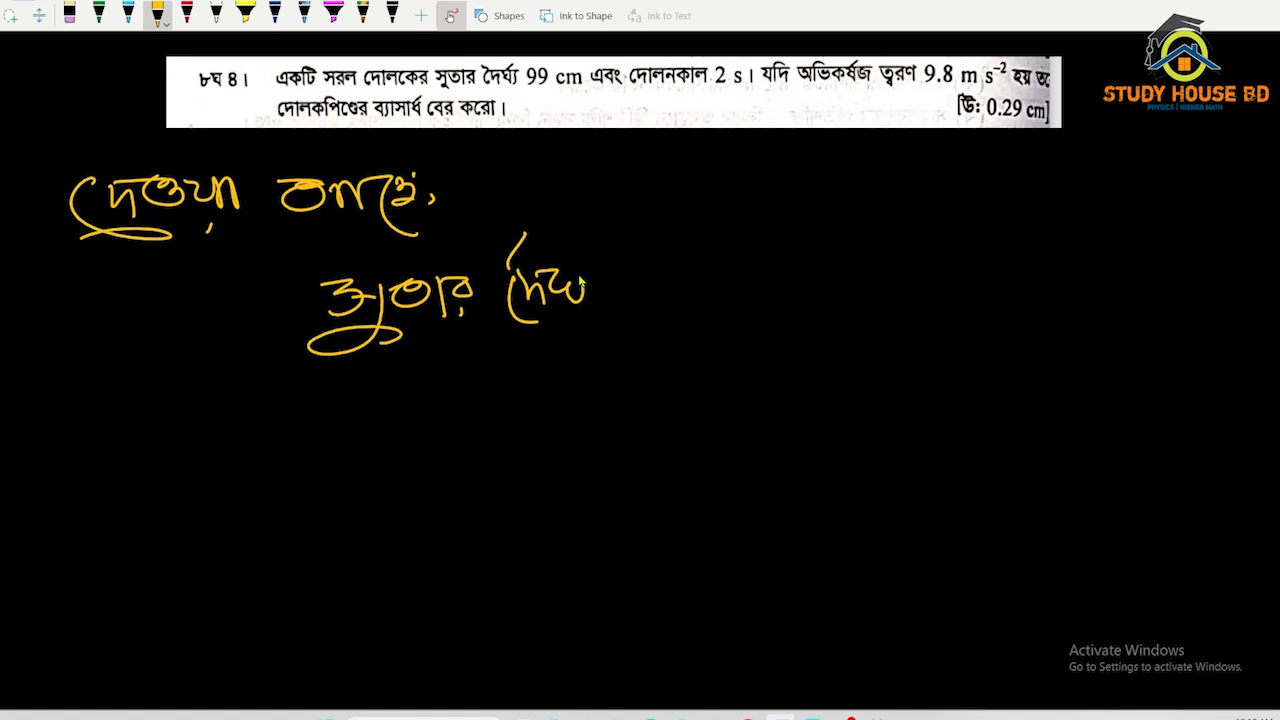 Shapes
Ink to Shape
Ink to Text
STUDY HOUSE BD
PHYSICS | HIGHER MATH
৮ঘ ৪। একটি সরল দোলকের সুতার দৈর্ঘ্য 99 cm এবং দোলনকাল 2 s। যদি অভিকর্ষজ ত্বরণ 9.8 m s⁻² হয় তবে
দোলকপিণ্ডের ব্যাসার্ধ বের করো। [উ: 0.29 cm]
দেওয়া আছে,
সুতার দৈর্ঘ
Activate Windows
Go to Settings to activate Windows.